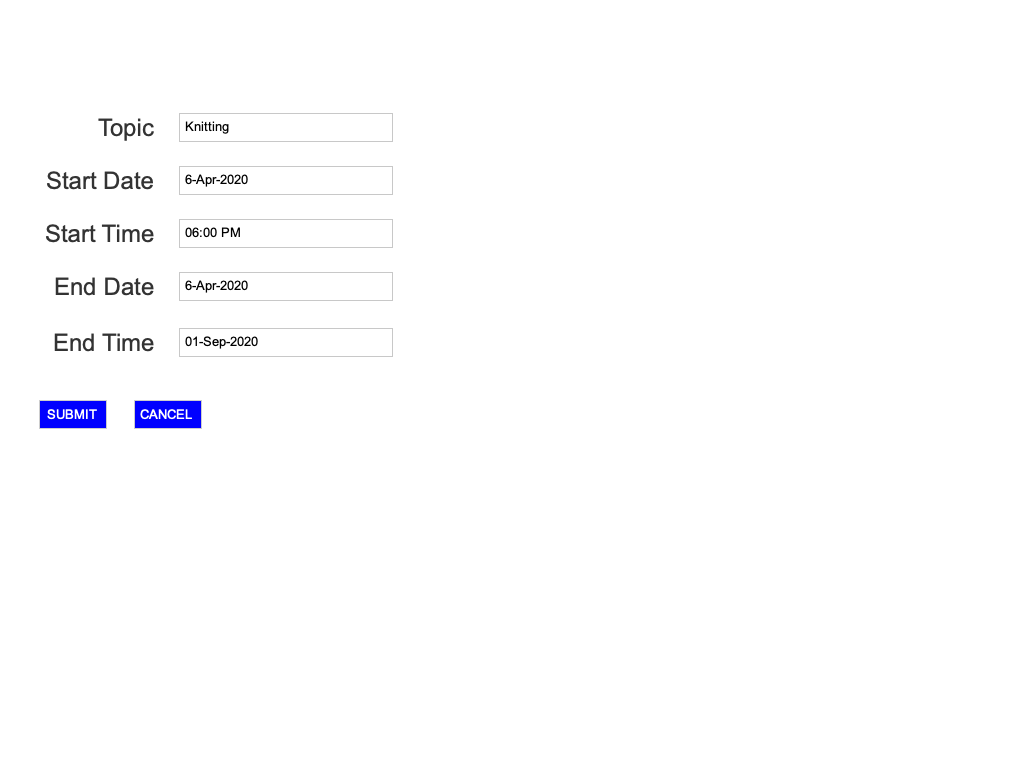 Topic Knitting
Start Date 6-Apr-2020
Start Time 06:00 PM
End Date 6-Apr-2020
End Time 01-Sep-2020
SUBMIT CANCEL